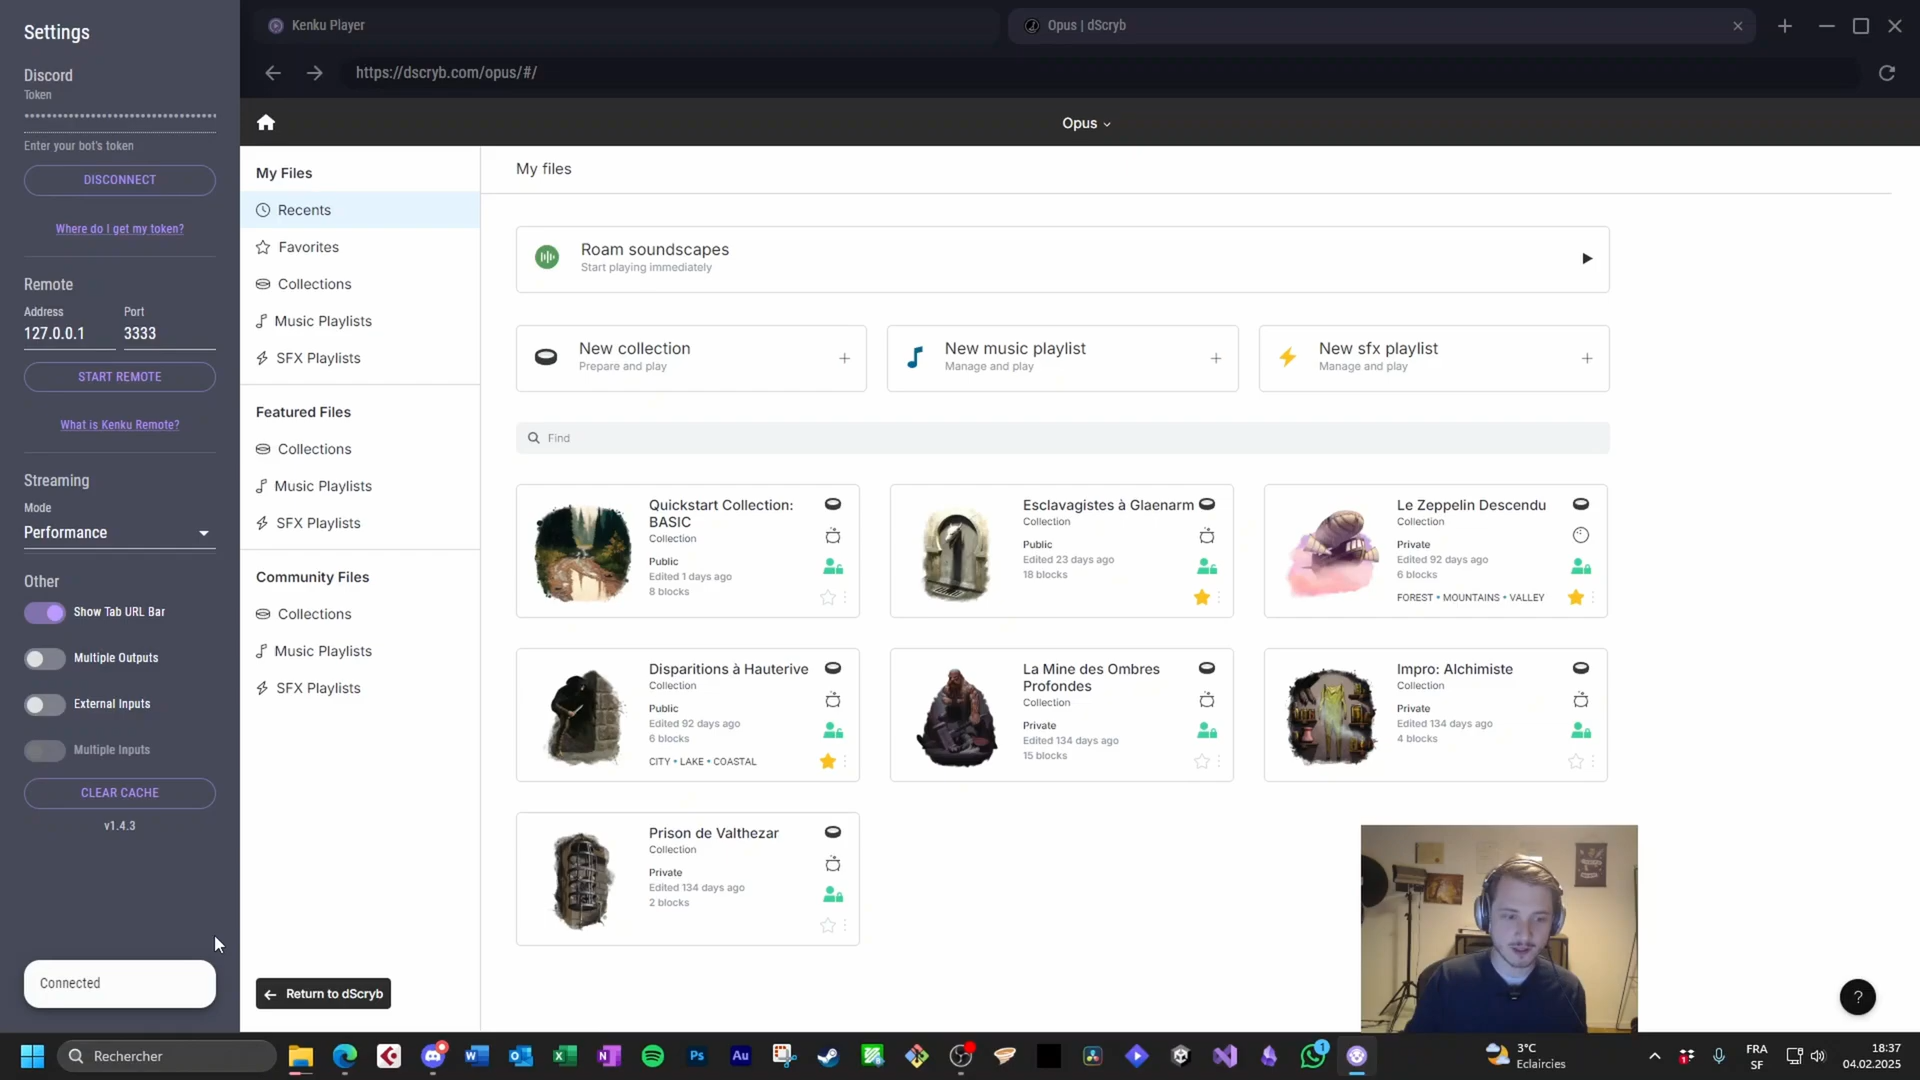 Settings
Discord
Token
••••••••••••••••••••••••••••••••••••
Enter your bot's token
DISCONNECT
Where do I get my token?
Remote
Address
Port
127.0.0.1
3333
START REMOTE
What is Kenku Remote?
Streaming
Mode
Performance
Other
Show Tab URL Bar
Multiple Outputs
External Inputs
Multiple Inputs
CLEAR CACHE
v1.4.3
Connected
Kenku Player
Opus | dScryb
https://dscryb.com/opus/#/
Opus
My Files
Recents
Favorites
Collections
Music Playlists
SFX Playlists
Featured Files
Collections
Music Playlists
SFX Playlists
Community Files
Collections
Music Playlists
SFX Playlists
Return to dScryb
My files
Roam soundscapes
Start playing immediately
New collection
Prepare and play
New music playlist
Manage and play
New sfx playlist
Manage and play
Find
Quickstart Collection:
BASIC
Collection
Public
Edited 1 days ago
8 blocks
Esclavagistes à Glaenarm
Collection
Public
Edited 23 days ago
18 blocks
Le Zeppelin Descendu
Collection
Private
Edited 92 days ago
6 blocks
FOREST • MOUNTAINS • VALLEY
Disparitions à Hauterive
Collection
Public
Edited 92 days ago
6 blocks
CITY • LAKE • COASTAL
La Mine des Ombres
Profondes
Collection
Private
Edited 134 days ago
15 blocks
Impro: Alchimiste
Collection
Private
Edited 134 days ago
4 blocks
Prison de Valthezar
Collection
Private
Edited 134 days ago
2 blocks
?
Rechercher
Ps
Au
1
3°C
Eclaircies
FRA
SF
18:37
04.02.2025